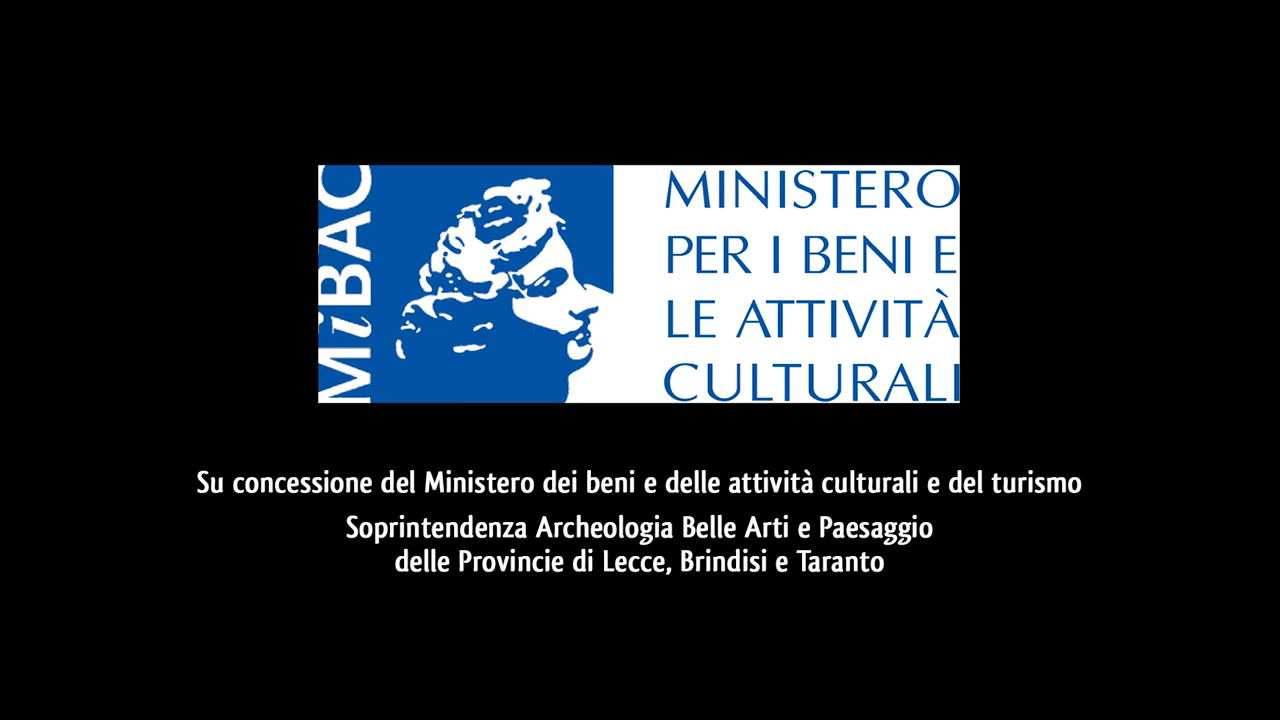 MiBAC
MINISTERO
PER I BENI E
LE ATTIVITÀ
CULTURALI
Su concessione del Ministero dei beni e delle attività culturali e del turismo
Soprintendenza Archeologia Belle Arti e Paesaggio
delle Provincie di Lecce, Brindisi e Taranto